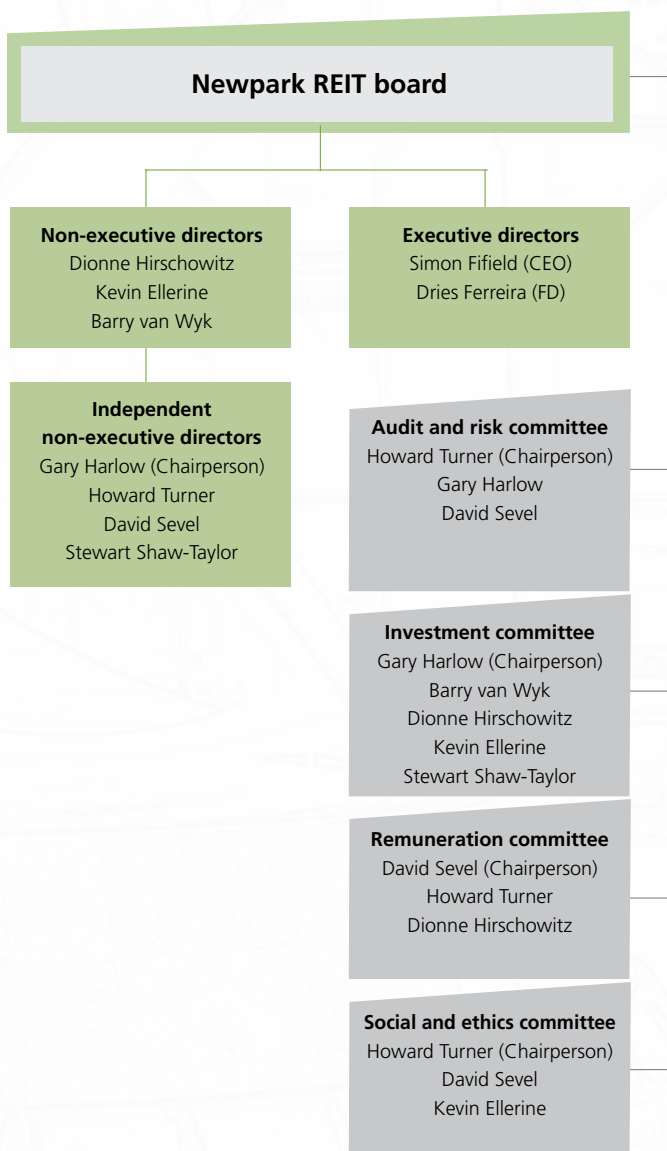 Newpark REIT board
Non-executive directors
Dionne Hirschowitz
Kevin Ellerine
Barry van Wyk
Executive directors
Simon Fifield (CEO)
Dries Ferreira (FD)
Independent
non-executive directors
Gary Harlow (Chairperson)
Howard Turner
David Sevel
Stewart Shaw-Taylor
Audit and risk committee
Howard Turner (Chairperson)
Gary Harlow
David Sevel
Investment committee
Gary Harlow (Chairperson)
Barry van Wyk
Dionne Hirschowitz
Kevin Ellerine
Stewart Shaw-Taylor
Remuneration committee
David Sevel (Chairperson)
Howard Turner
Dionne Hirschowitz
Social and ethics committee
Howard Turner (Chairperson)
David Sevel
Kevin Ellerine